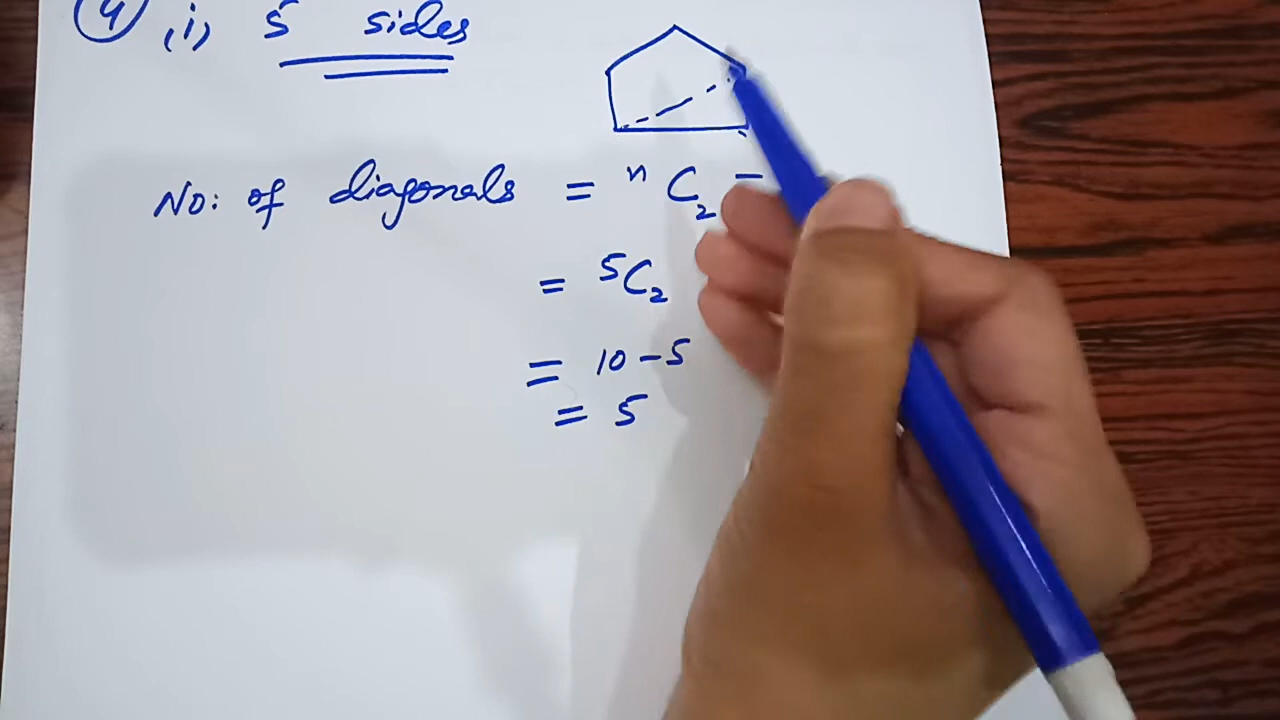 4 (i) 5 sides
No: of diagonals = ⁿC₂ –
= ⁵C₂
= 10 – 5
= 5